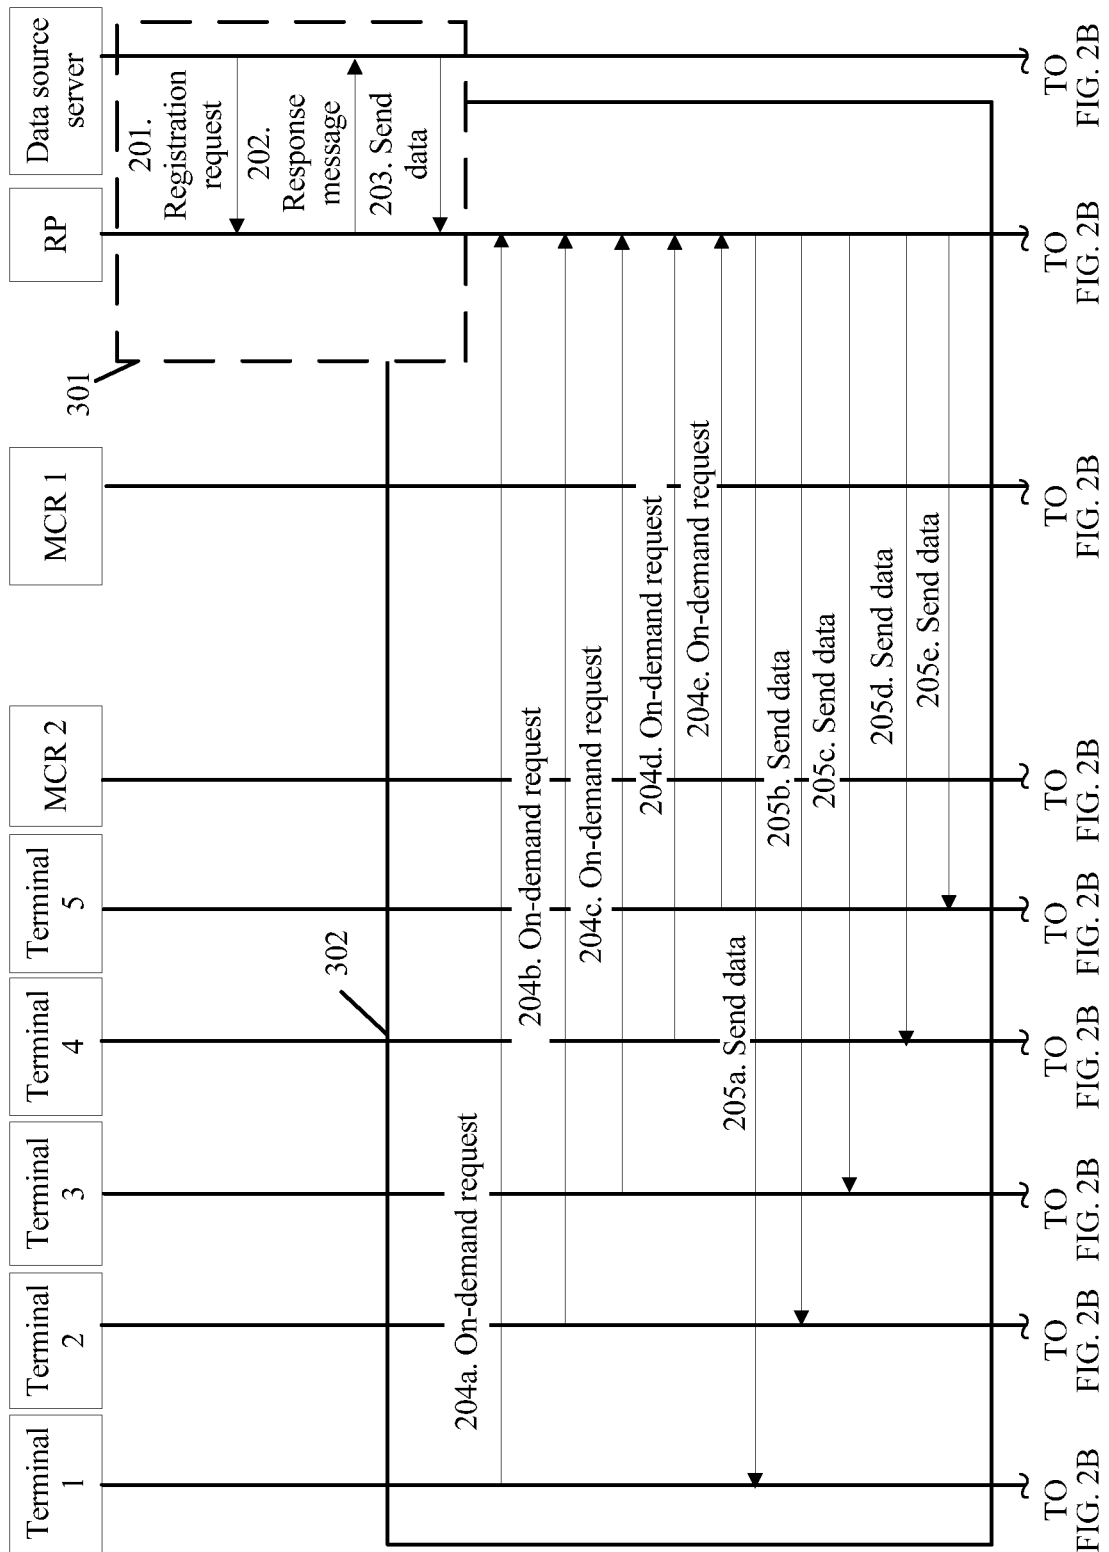 Terminal
1
Terminal
2
Terminal
3
Terminal
4
Terminal
5
MCR 2
MCR 1
RP
Data source
server
301
201.
Registration
request
202.
Response
message
203. Send
data
302
204a. On-demand request
204b. On-demand request
204c. On-demand request
204d. On-demand request
204e. On-demand request
205a. Send data
205b. Send data
205c. Send data
205d. Send data
205e. Send data
TO
FIG. 2B
TO
FIG. 2B
TO
FIG. 2B
TO
FIG. 2B
TO
FIG. 2B
TO
FIG. 2B
TO
FIG. 2B
TO
FIG. 2B
TO
FIG. 2B